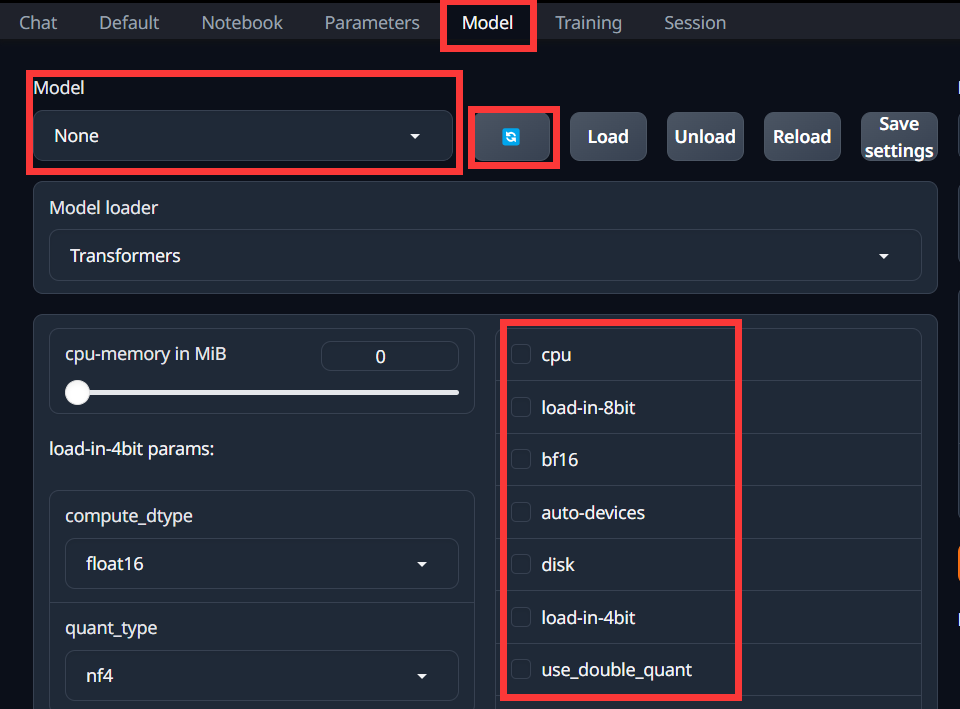 Chat Default Notebook Parameters Model Training Session
Model
None
Load Unload Reload Save settings
Model loader
Transformers
cpu-memory in MiB 0
load-in-4bit params:
compute_dtype
float16
quant_type
nf4
cpu
load-in-8bit
bf16
auto-devices
disk
load-in-4bit
use_double_quant